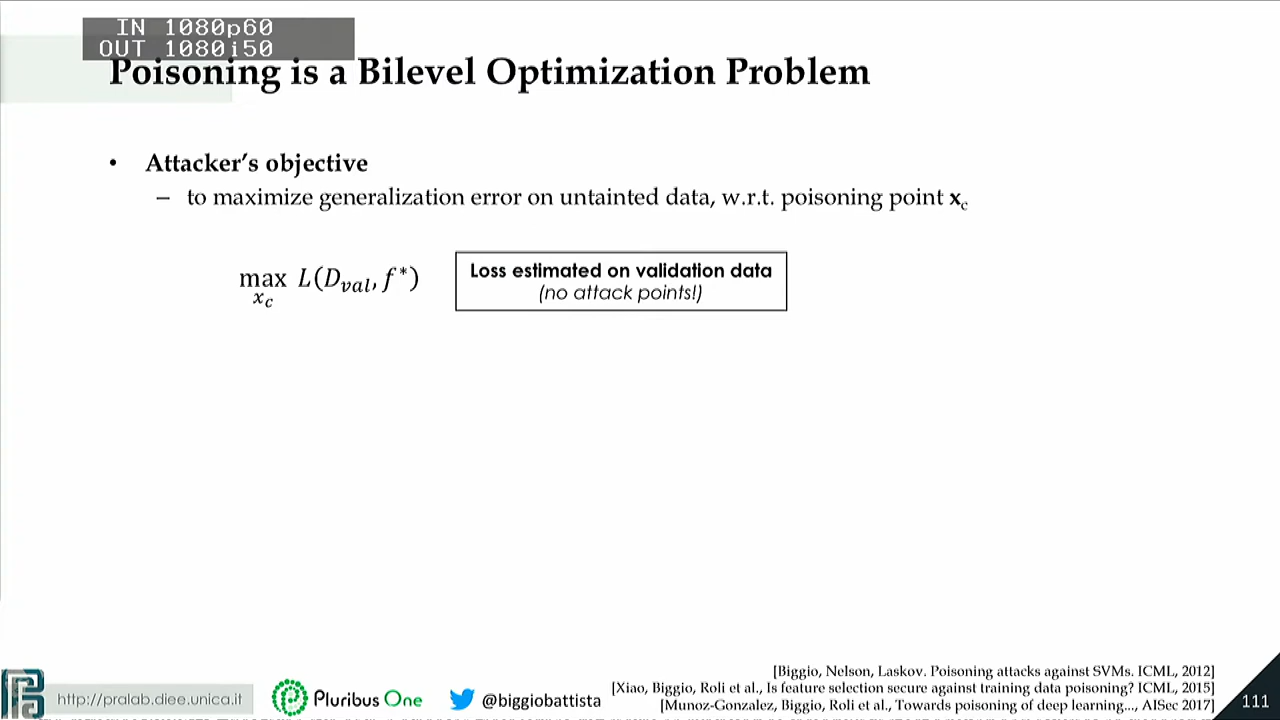 IN 1080p60
OUT 1080i50
Poisoning is a Bilevel Optimization Problem
• Attacker's objective
– to maximize generalization error on untainted data, w.r.t. poisoning point xc
max L(Dval, f*)
xc
Loss estimated on validation data
(no attack points!)
[Biggio, Nelson, Laskov. Poisoning attacks against SVMs. ICML, 2012]
[Xiao, Biggio, Roli et al., Is feature selection secure against training data poisoning? ICML, 2015]
[Munoz-Gonzalez, Biggio, Roli et al., Towards poisoning of deep learning..., AISec 2017]
http://pralab.diee.unica.it
Pluribus One
@biggiobattista
111